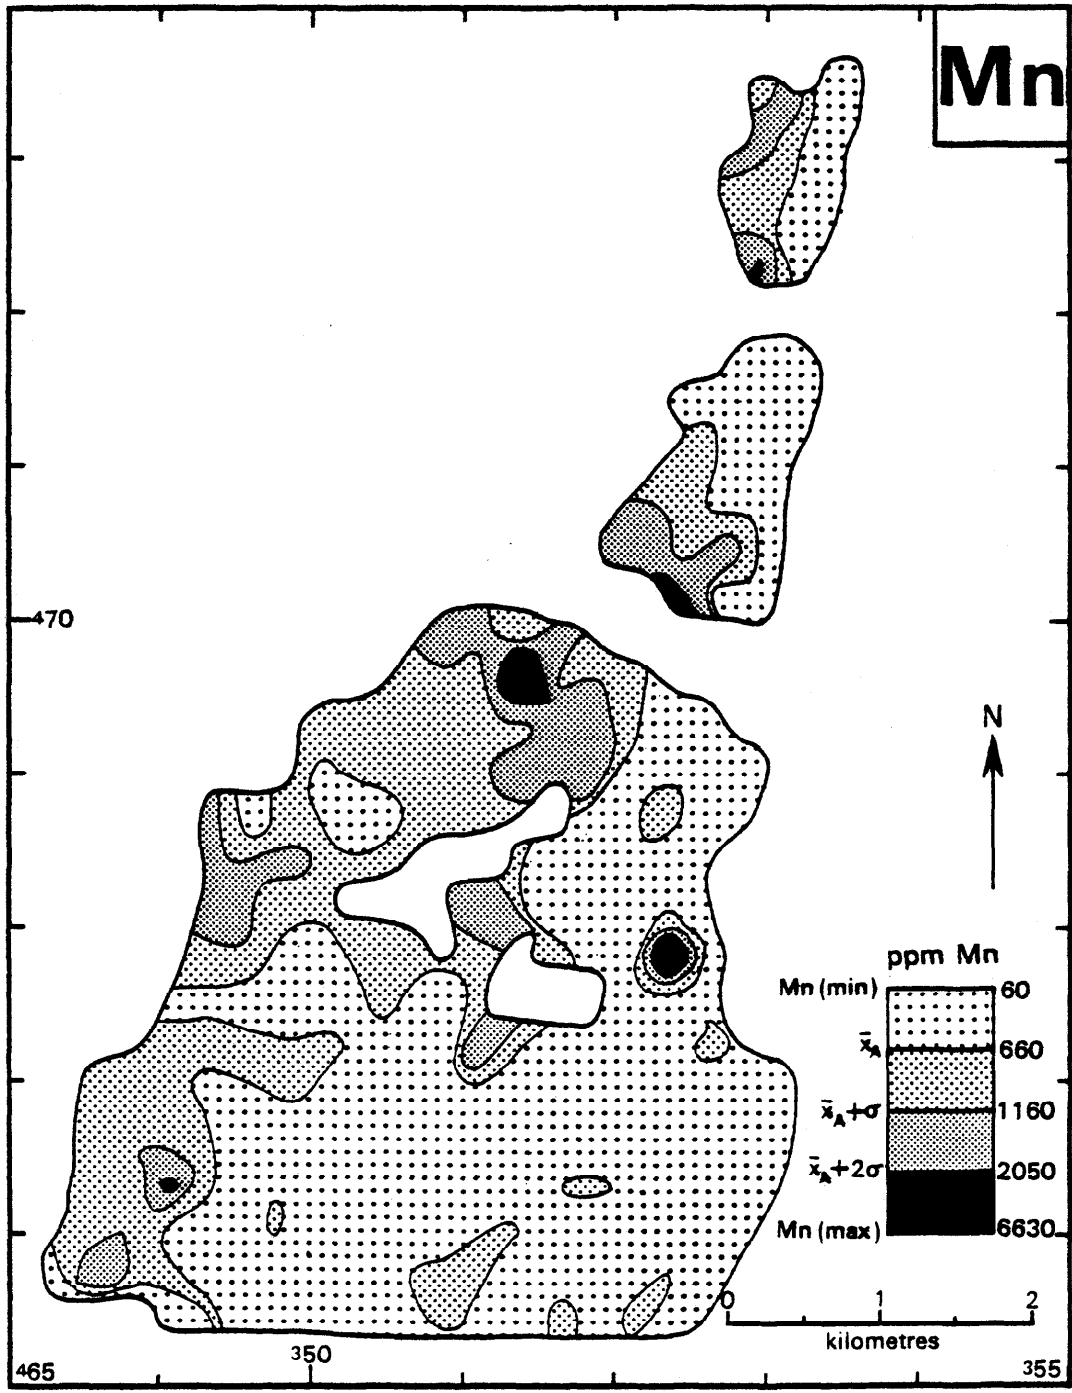 Mn
470
N
ppm Mn
Mn (min) 60
x̄A 660
x̄A+σ 1160
x̄A+2σ 2050
Mn (max) 6630
0 1 2
kilometres
465 350 355